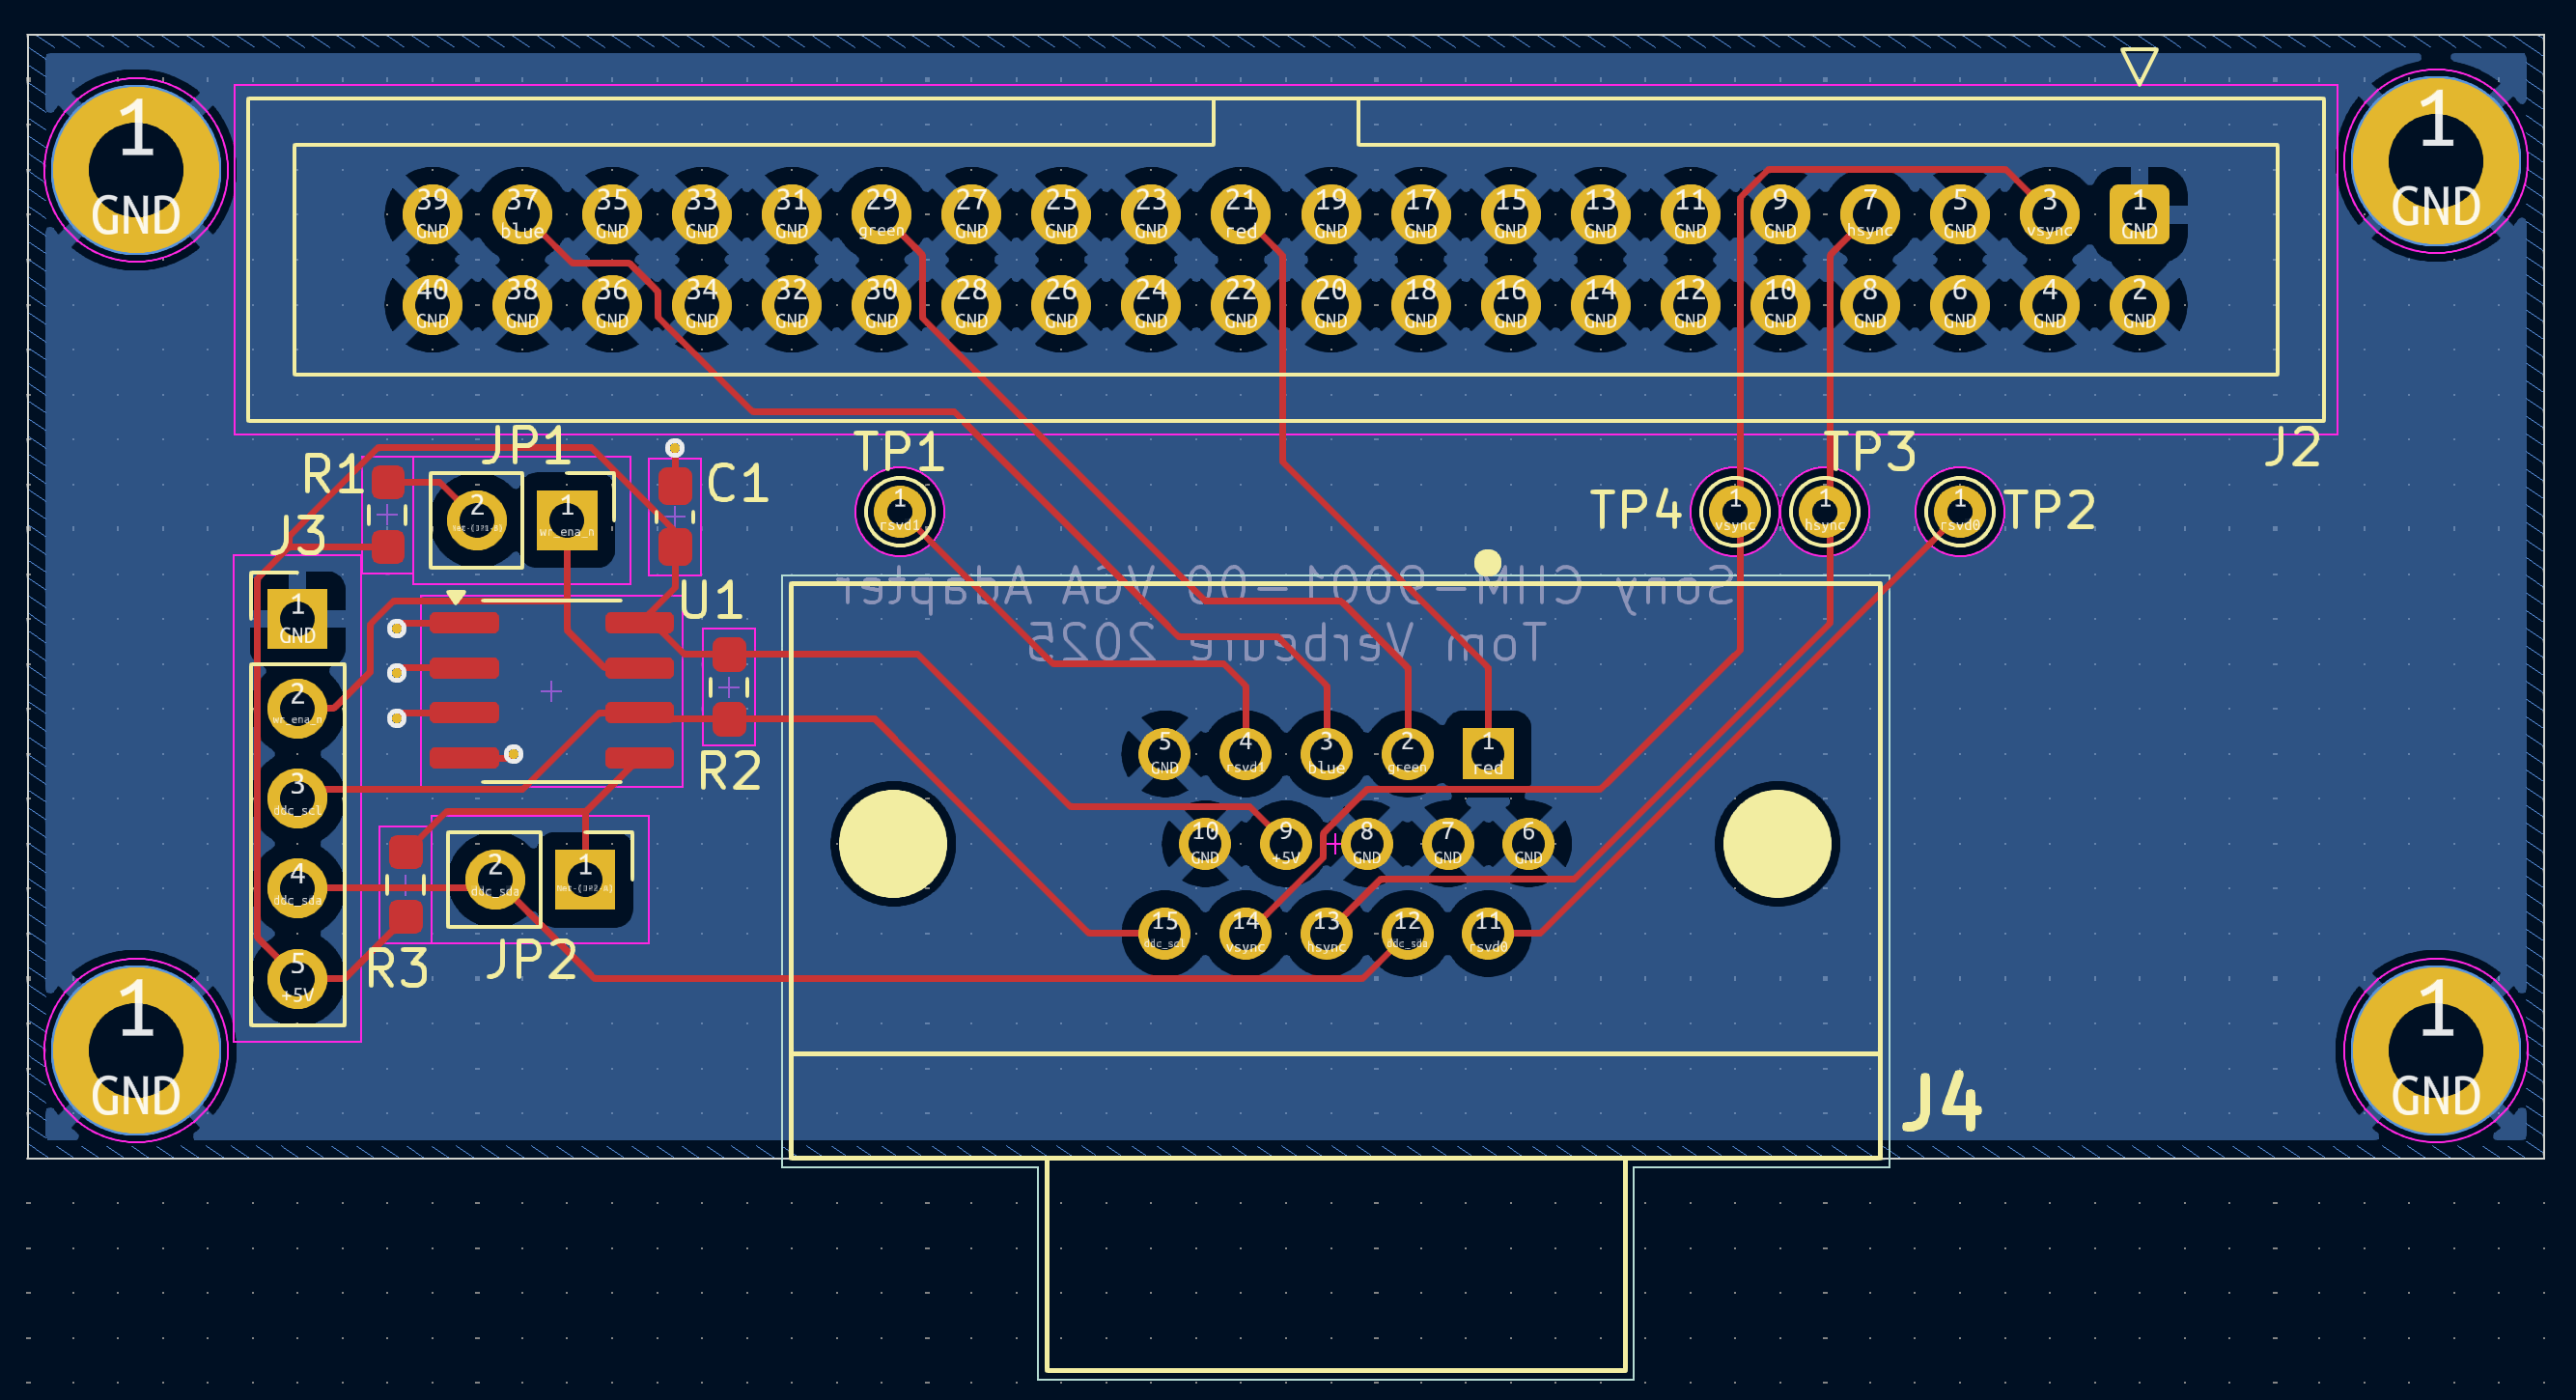 1
GND
1
GND
39
GND
37
blue
35
GND
33
GND
31
GND
29
green
27
GND
25
GND
23
GND
21
red
19
GND
17
GND
15
GND
13
GND
11
GND
9
GND
7
hsync
5
GND
3
vsync
1
GND
40
GND
38
GND
36
GND
34
GND
32
GND
30
GND
28
GND
26
GND
24
GND
22
GND
20
GND
18
GND
16
GND
14
GND
12
GND
10
GND
8
GND
6
GND
4
GND
2
GND
J2
R1
JP1
2
Net-(JP1-B)
1
wr_ena_n
C1
TP1
1
rsvd1
TP4
1
vsync
TP3
1
hsync
TP2
1
rsvd0
J3
1
GND
2
wr_ena_n
3
ddc_scl
4
ddc_sda
5
+5V
U1
R2
Sony CHM-9001-00 VGA Adapter
Tom Verbeure 2025
5
GND
4
rsvd1
3
blue
2
green
1
red
10
GND
9
+5V
8
GND
7
GND
6
GND
15
ddc_scl
14
vsync
13
hsync
12
ddc_sda
11
rsvd0
2
ddc_sda
1
Net-(JP2-A)
R3
JP2
J4
1
GND
1
GND